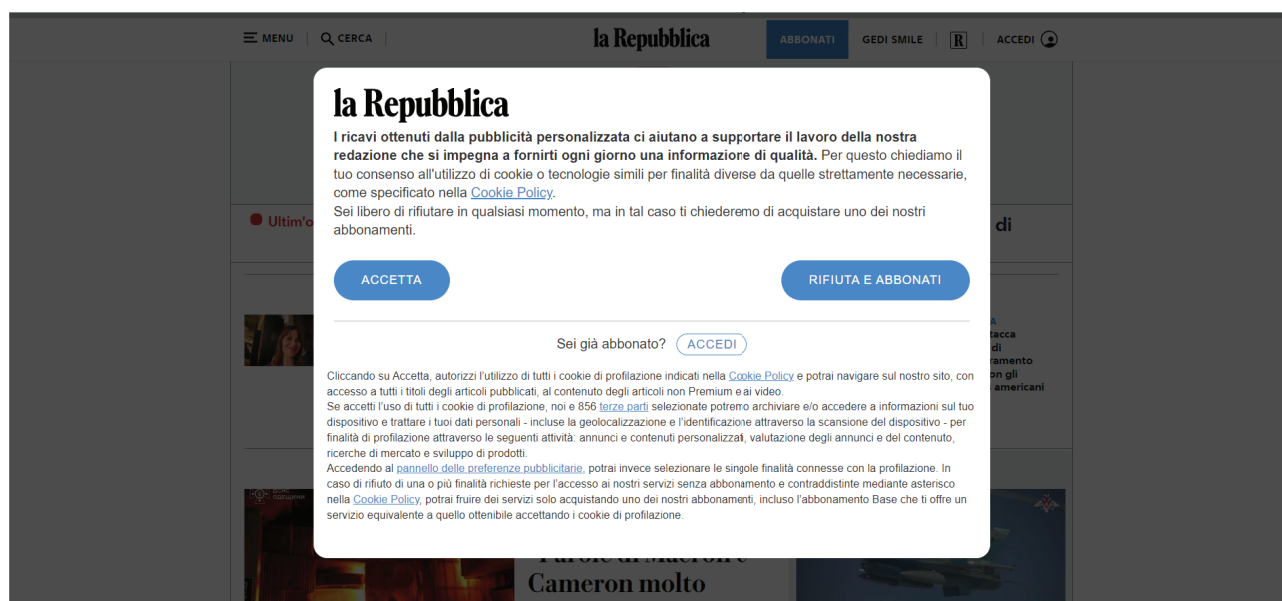 MENU
CERCA
la Repubblica
ABBONATI
GEDI SMILE
R
ACCEDI
la Repubblica
I ricavi ottenuti dalla pubblicità personalizzata ci aiutano a supportare il lavoro della nostra
redazione che si impegna a fornirti ogni giorno una informazione di qualità. Per questo chiediamo il
tuo consenso all'utilizzo di cookie o tecnologie simili per finalità diverse da quelle strettamente necessarie,
come specificato nella Cookie Policy.
Sei libero di rifiutare in qualsiasi momento, ma in tal caso ti chiederemo di acquistare uno dei nostri
abbonamenti.
Ultim'o
di
ACCETTA
RIFIUTA E ABBONATI
Sei già abbonato? ACCEDI
A
tacca
di
ramento
on gli
americani
Cliccando su Accetta, autorizzi l'utilizzo di tutti i cookie di profilazione indicati nella Cookie Policy e potrai navigare sul nostro sito, con
accesso a tutti i titoli degli articoli pubblicati, al contenuto degli articoli non Premium e ai video.
Se accetti l'uso di tutti i cookie di profilazione, noi e 856 terze parti selezionate potremo archiviare e/o accedere a informazioni sul tuo
dispositivo e trattare i tuoi dati personali - incluse la geolocalizzazione e l'identificazione attraverso la scansione del dispositivo - per
finalità di profilazione attraverso le seguenti attività: annunci e contenuti personalizzati, valutazione degli annunci e del contenuto,
ricerche di mercato e sviluppo di prodotti.
Accedendo al pannello delle preferenze pubblicitarie, potrai invece selezionare le singole finalità connesse con la profilazione. In
caso di rifiuto di una o più finalità richieste per l'accesso ai nostri servizi senza abbonamento e contraddistinte mediante asterisco
nella Cookie Policy, potrai fruire dei servizi solo acquistando uno dei nostri abbonamenti, incluso l'abbonamento Base che ti offre un
servizio equivalente a quello ottenibile accettando i cookie di profilazione.
Parole di Macron e
Cameron molto